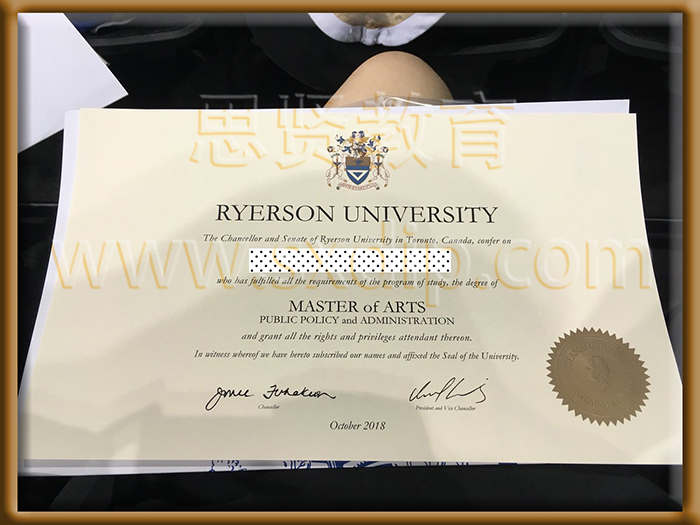 思贤教育
RYERSON UNIVERSITY
The Chancellor and Senate of Ryerson University in Toronto, Canada, confer on
www.sxdip.com
who has fulfilled all the requirements of the program of study, the degree of
MASTER of ARTS
PUBLIC POLICY and ADMINISTRATION
and grant all the rights and privileges attendant thereon.
In witness whereof we have hereto subscribed our names and affixed the Seal of the University.
Chancellor
President and Vice Chancellor
October 2018